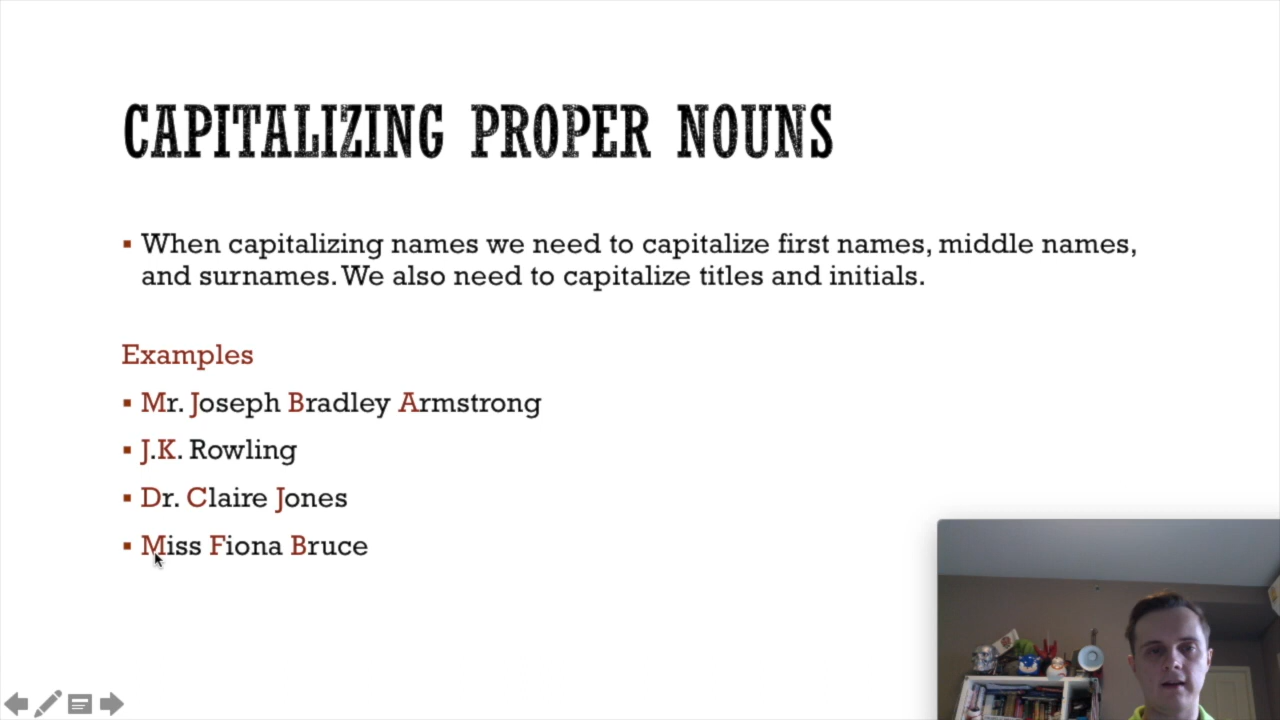 CAPITALIZING PROPER NOUNS
▪ When capitalizing names we need to capitalize first names, middle names,
and surnames. We also need to capitalize titles and initials.
Examples
▪ Mr. Joseph Bradley Armstrong
▪ J.K. Rowling
▪ Dr. Claire Jones
▪ Miss Fiona Bruce